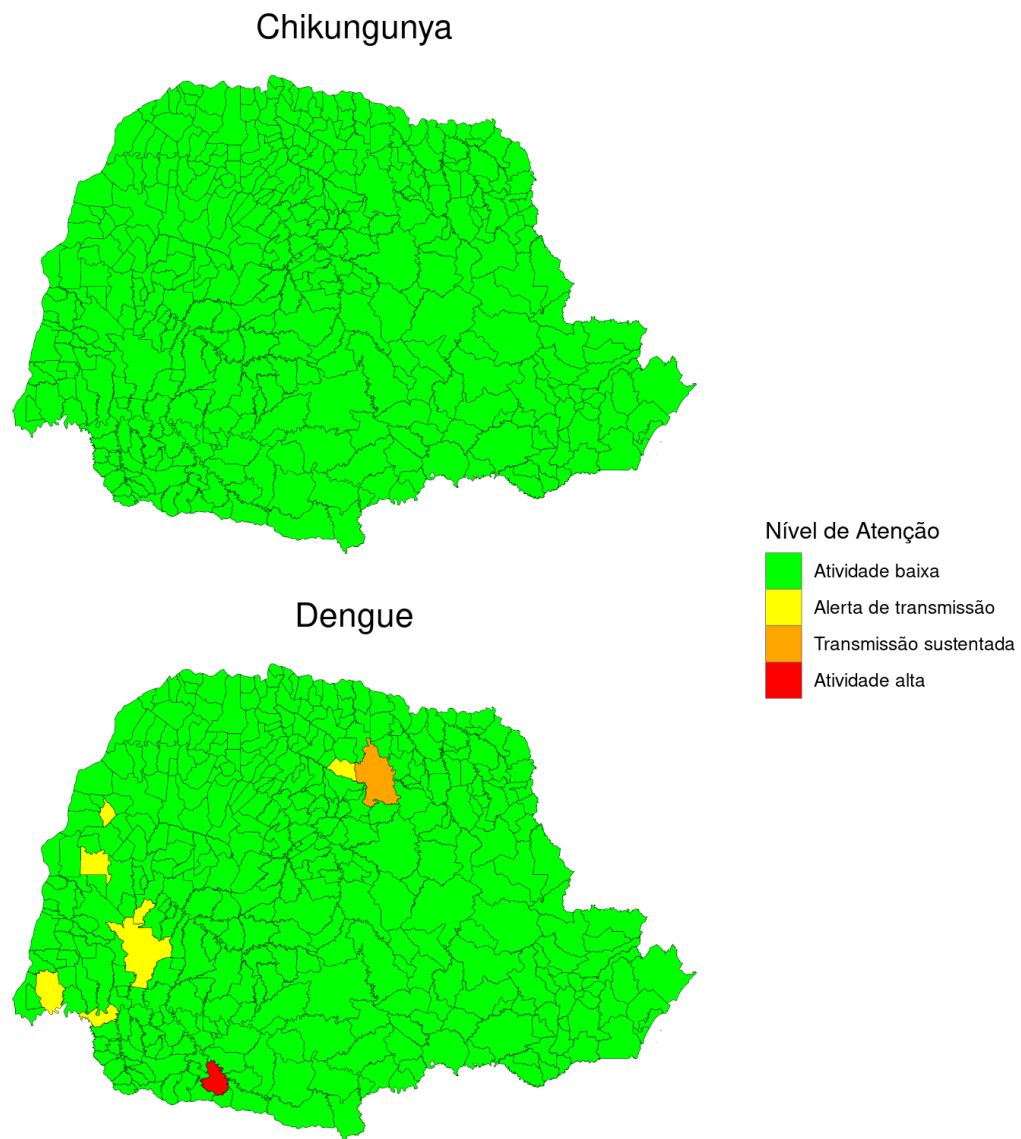 Chikungunya
Nível de Atenção
Atividade baixa
Alerta de transmissão
Transmissão sustentada
Atividade alta
Dengue